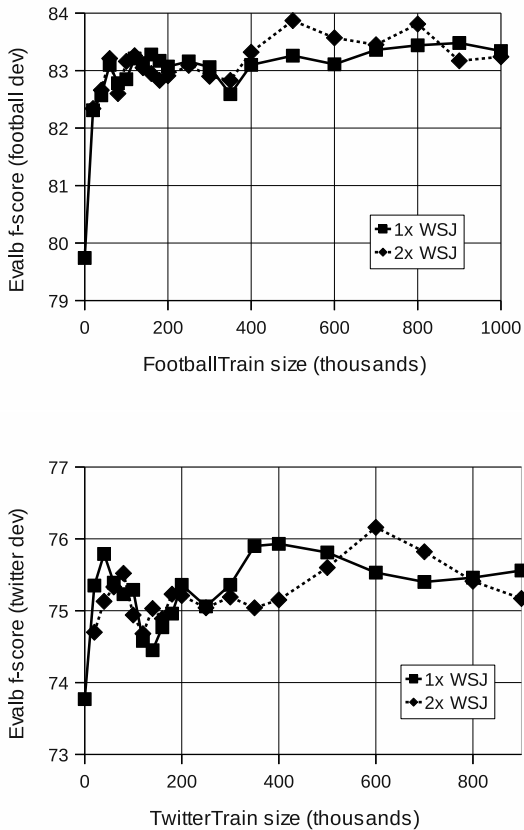 84
83
82
81
80
79
Evalb f-score (football dev)
1x WSJ
2x WSJ
0 200 400 600 800 1000
FootballTrain size (thousands)
77
76
75
74
73
Evalb f-score (twitter dev)
1x WSJ
2x WSJ
0 200 400 600 800
TwitterTrain size (thousands)